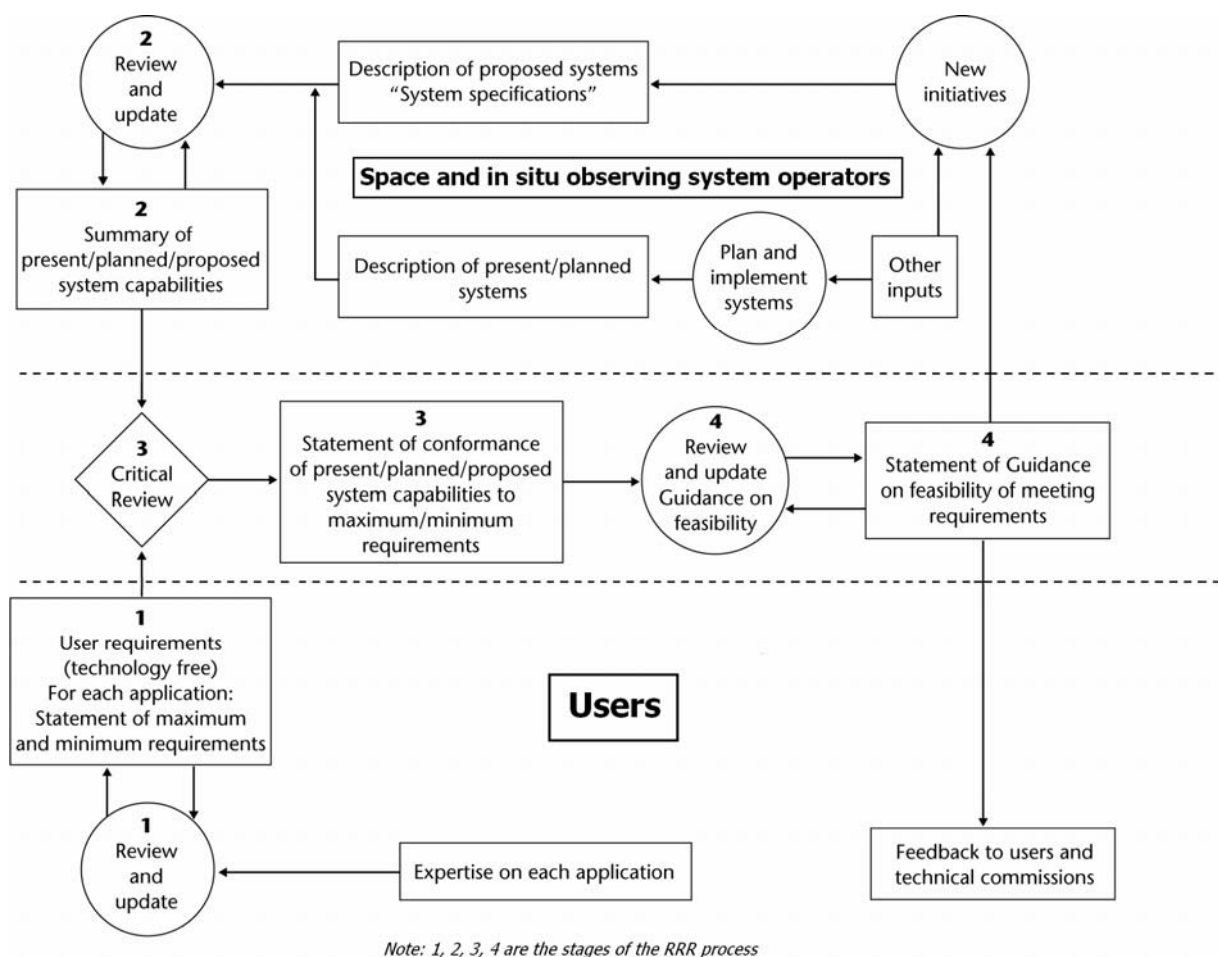 2
Review
and
update
Description of proposed systems
“System specifications”
New
initiatives
Space and in situ observing system operators
2
Summary of
present/planned/proposed
system capabilities
Description of present/planned
systems
Plan and
implement
systems
Other
inputs
3
Critical
Review
3
Statement of conformance
of present/planned/proposed
system capabilities to
maximum/minimum
requirements
4
Review
and update
Guidance on
feasibility
4
Statement of Guidance
on feasibility of meeting
requirements
1
User requirements
(technology free)
For each application:
Statement of maximum
and minimum requirements
Users
1
Review
and
update
Expertise on each application
Feedback to users and
technical commissions
Note: 1, 2, 3, 4 are the stages of the RRR process